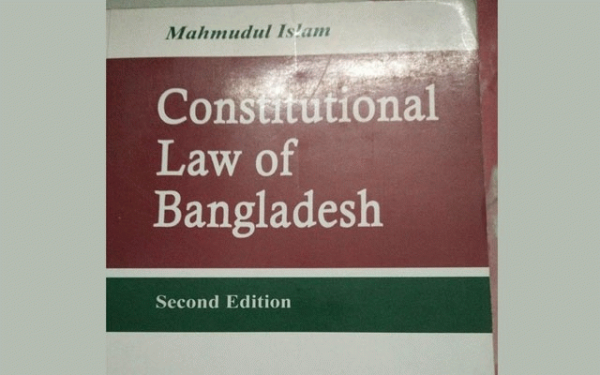 Mahmudul Islam
Constitutional
Law of
Bangladesh
Second Edition